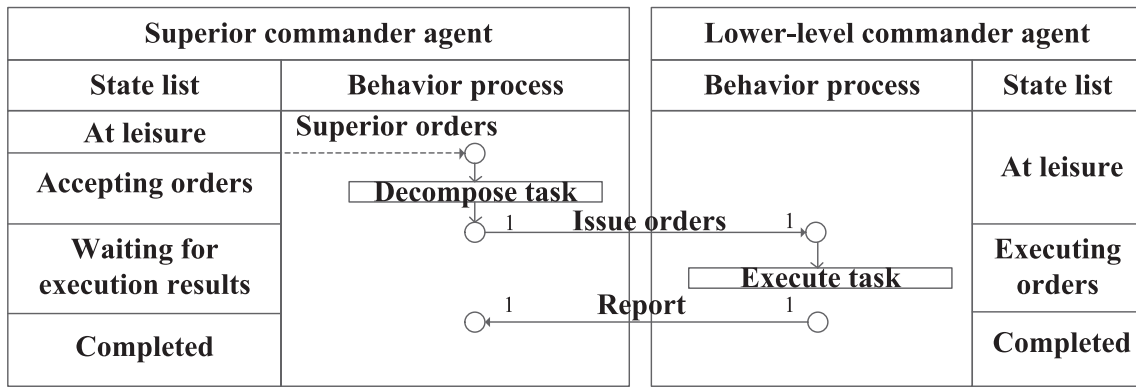 Superior commander agent
Lower-level commander agent
State list
Behavior process
Behavior process
State list
At leisure
Superior orders
Accepting orders
Decompose task
At leisure
1 Issue orders 1
Waiting for
execution results
Execute task
Executing
orders
1 Report 1
Completed
Completed